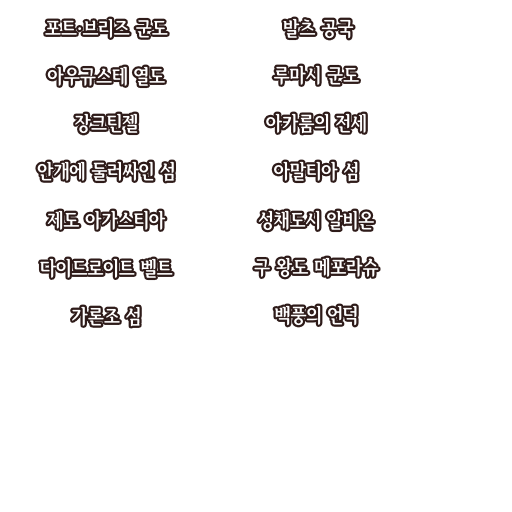 포트·브리즈 군도
발츠 공국
아우규스테 열도
루마시 군도
장크틴젤
아카룸의 전세
안개에 둘러싸인 섬
아말티아 섬
제도 아가스티아
성채도시 알비온
다이드로이트 벨트
구 왕도 메포라슈
가론조 섬
백풍의 언덕